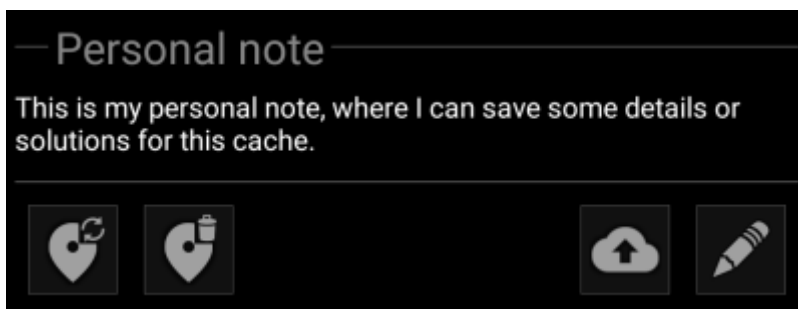 Personal note
This is my personal note, where I can save some details or
solutions for this cache.